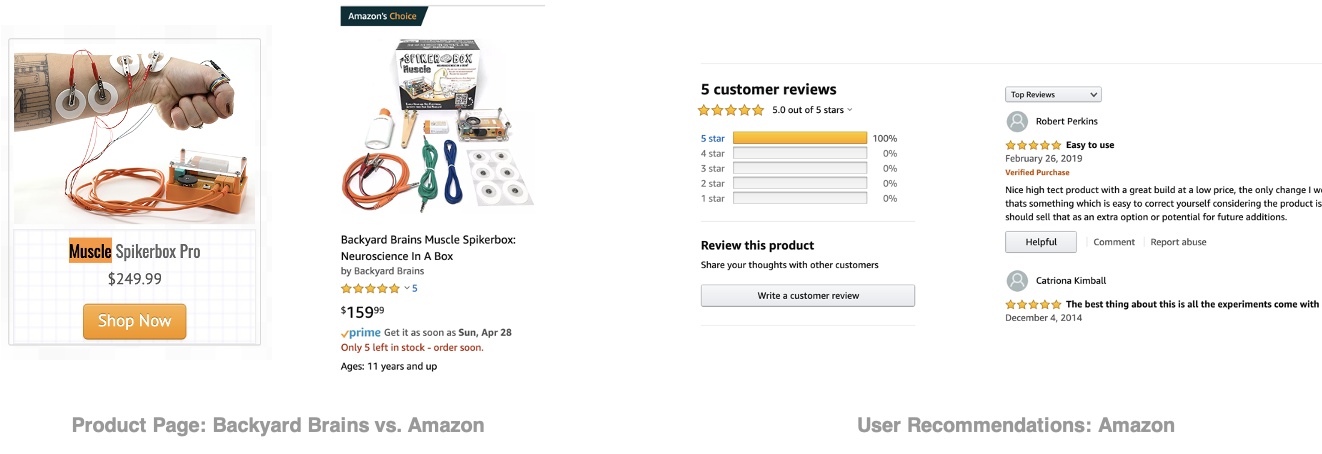 Muscle Spikerbox Pro
$249.99
Shop Now
Amazon's Choice
SPIKER BOX
Muscle
Backyard Brains Muscle Spikerbox:
Neuroscience In A Box
by Backyard Brains
5
$159.99
prime Get it as soon as Sun, Apr 28
Only 5 left in stock - order soon.
Ages: 11 years and up
Product Page: Backyard Brains vs. Amazon
5 customer reviews
5.0 out of 5 stars
5 star 100%
4 star 0%
3 star 0%
2 star 0%
1 star 0%
Review this product
Share your thoughts with other customers
Write a customer review
Top Reviews
Robert Perkins
Easy to use
February 26, 2019
Verified Purchase
Nice high tect product with a great build at a low price, the only change I w
thats something which is easy to correct yourself considering the product is
should sell that as an extra option or potential for future additions.
Helpful Comment Report abuse
Catriona Kimball
The best thing about this is all the experiments come with
December 4, 2014
User Recommendations: Amazon